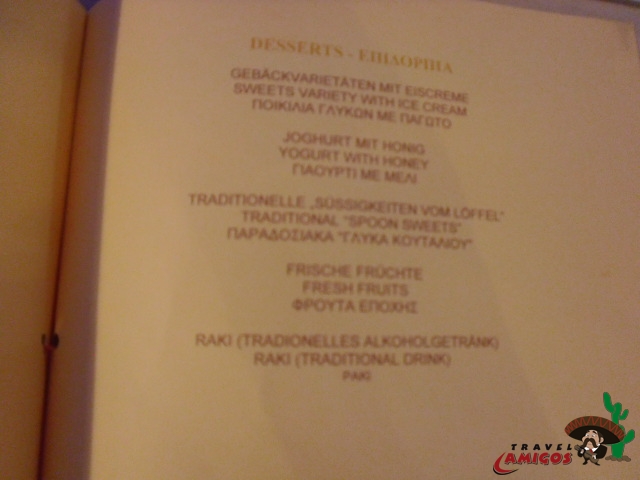 DESSERTS - ΕΠΙΔΟΡΠΙΑ
GEBÄCKVARIETÄTEN MIT EISCREME
SWEETS VARIETY WITH ICE CREAM
ΠΟΙΚΙΛΙΑ ΓΛΥΚΩΝ ΜΕ ΠΑΓΩΤΟ
JOGHURT MIT HONIG
YOGURT WITH HONEY
ΓΙΑΟΥΡΤΙ ΜΕ ΜΕΛΙ
TRADITIONELLE „SÜSSIGKEITEN VOM LÖFFEL"
TRADITIONAL "SPOON SWEETS"
ΠΑΡΑΔΟΣΙΑΚΑ "ΓΛΥΚΑ ΚΟΥΤΑΛΙΟΥ"
FRISCHE FRÜCHTE
FRESH FRUITS
ΦΡΟΥΤΑ ΕΠΟΧΗΣ
RAKI (TRADIONELLES ALKOHOLGETRÄNK)
RAKI (TRADITIONAL DRINK)
ΡΑΚΙ
TRAVEL
AMIGOS